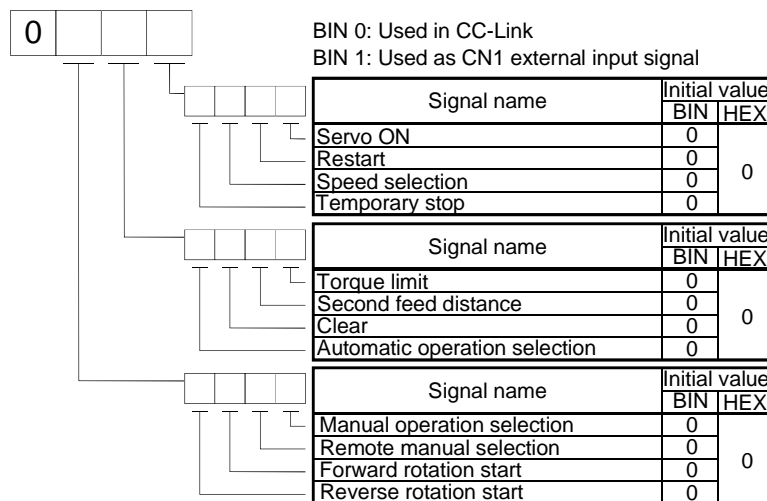 0
BIN 0: Used in CC-Link
BIN 1: Used as CN1 external input signal
Signal name Initial value
BIN HEX
Servo ON 0
Restart 0
Speed selection 0 0
Temporary stop 0
Signal name Initial value
BIN HEX
Torque limit 0
Second feed distance 0
Clear 0 0
Automatic operation selection 0
Signal name Initial value
BIN HEX
Manual operation selection 0
Remote manual selection 0
Forward rotation start 0 0
Reverse rotation start 0